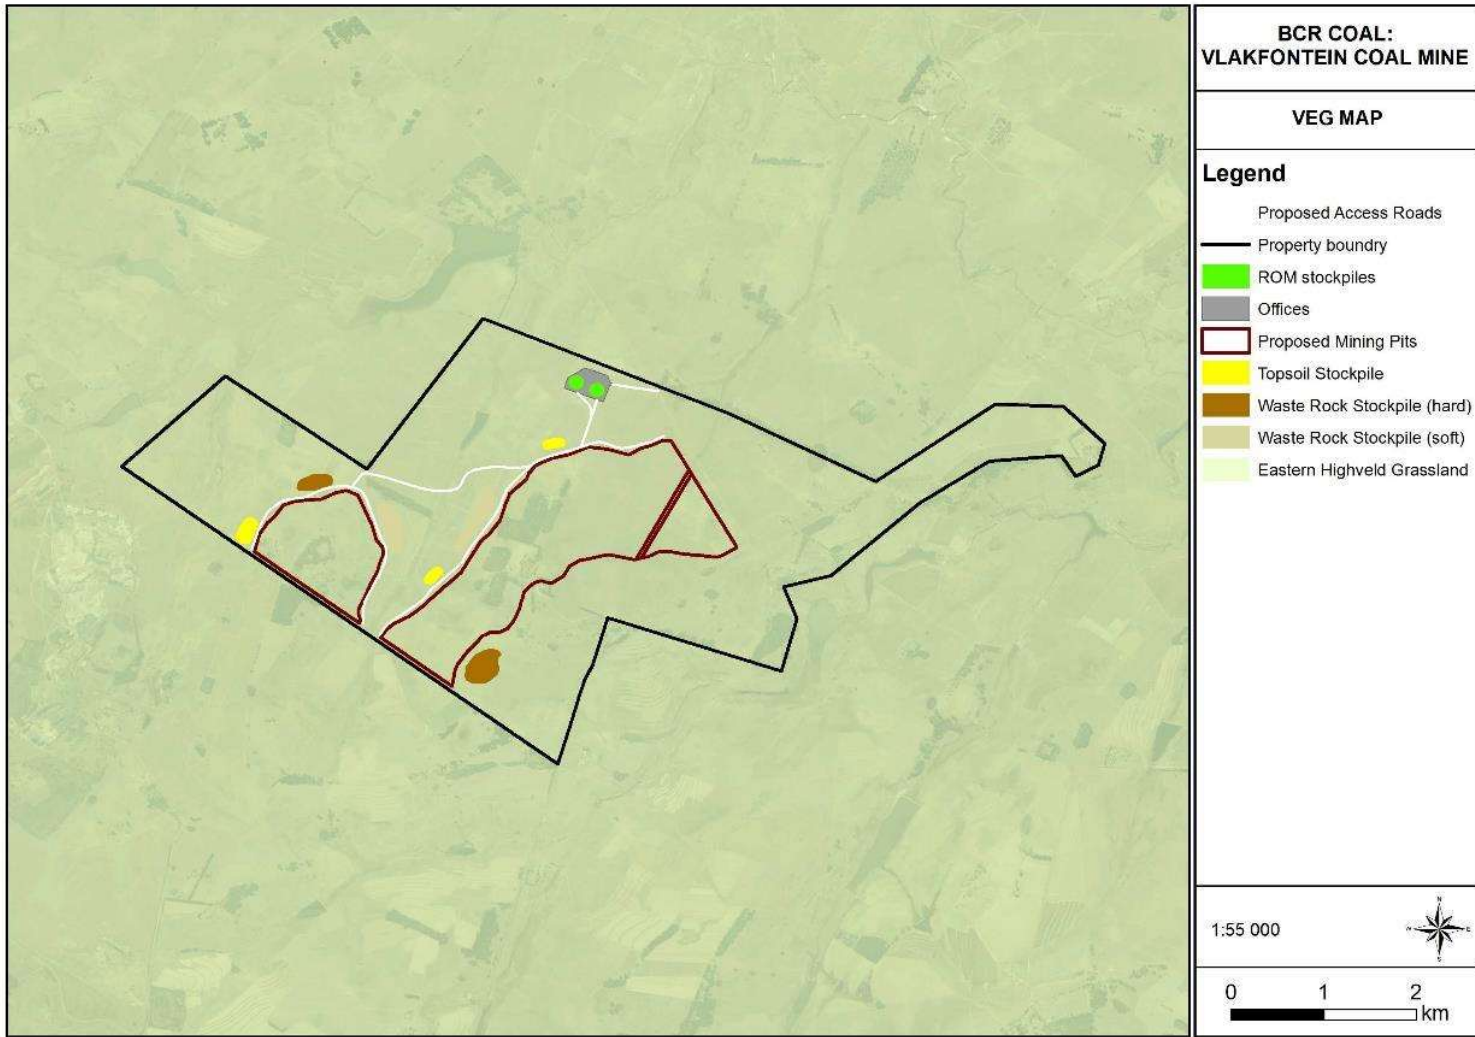 BCR COAL:
VLAKFONTEIN COAL MINE
VEG MAP
Legend
Proposed Access Roads
Property boundry
ROM stockpiles
Offices
Proposed Mining Pits
Topsoil Stockpile
Waste Rock Stockpile (hard)
Waste Rock Stockpile (soft)
Eastern Highveld Grassland
1:55 000
N
E
S
0 1 2
km